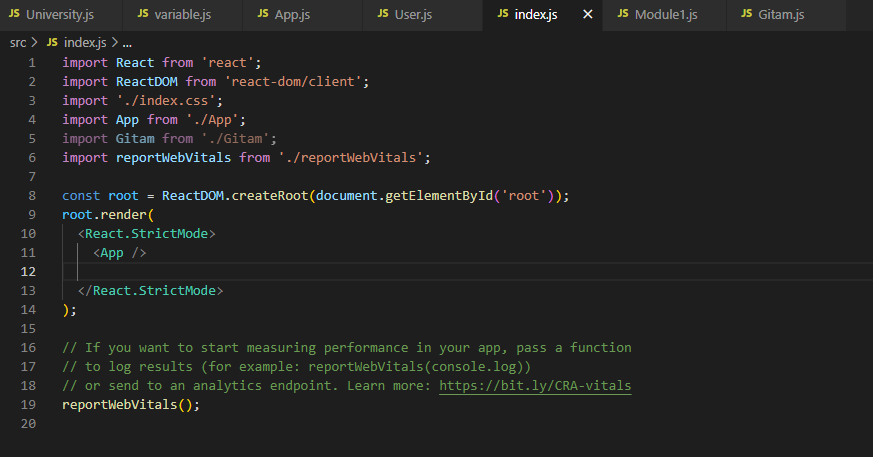 JS University.js JS variable.js JS App.js JS User.js JS index.js × JS Module1.js JS Gitam.js
src > JS index.js > ...
1 import React from 'react';
2 import ReactDOM from 'react-dom/client';
3 import './index.css';
4 import App from './App';
5 import Gitam from './Gitam';
6 import reportWebVitals from './reportWebVitals';
7
8 const root = ReactDOM.createRoot(document.getElementById('root'));
9 root.render(
10 <React.StrictMode>
11 <App />
12
13 </React.StrictMode>
14 );
15
16 // If you want to start measuring performance in your app, pass a function
17 // to log results (for example: reportWebVitals(console.log))
18 // or send to an analytics endpoint. Learn more: https://bit.ly/CRA-vitals
19 reportWebVitals();
20